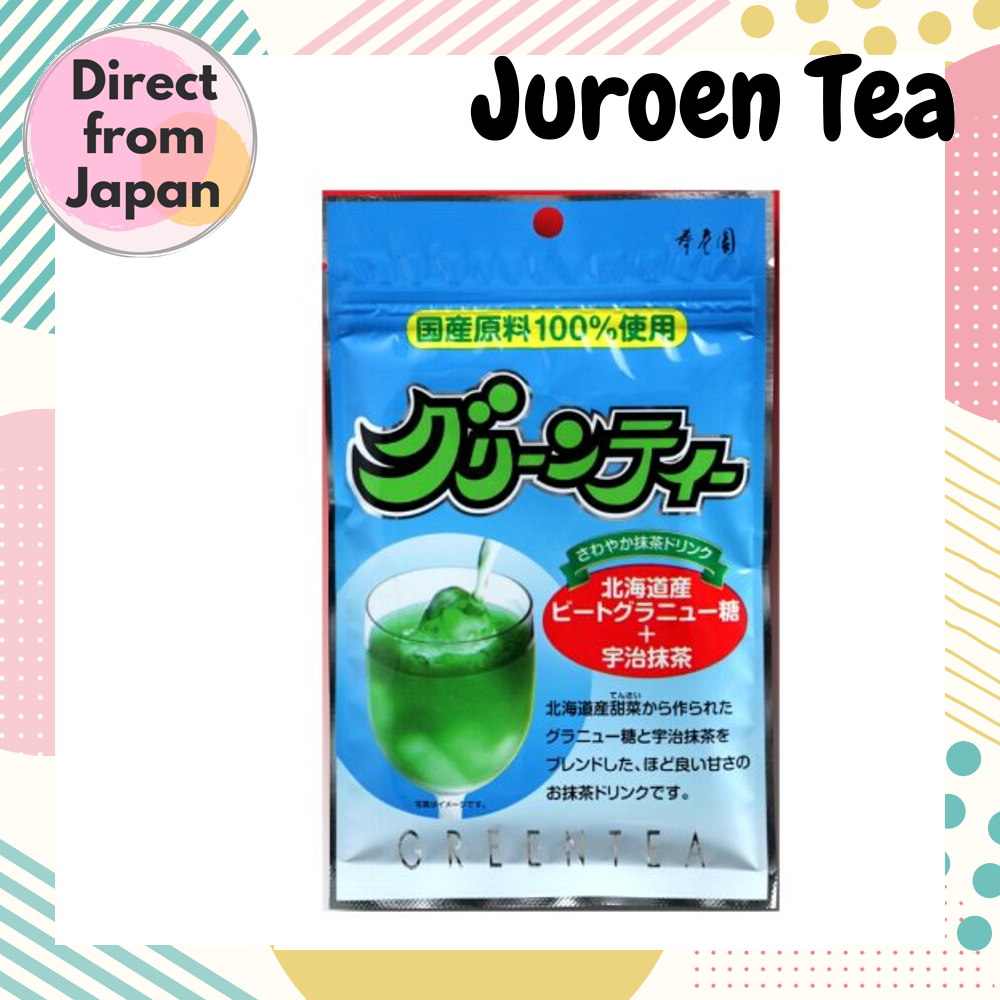 Direct
from
Japan
Juroen Tea
寿老園
国産原料100%使用
グリーンティー
さわやか抹茶ドリンク
北海道産
ビートグラニュー糖
+
宇治抹茶
てんさい
北海道産甜菜から作られた
グラニュー糖と宇治抹茶を
ブレンドした、ほど良い甘さの
お抹茶ドリンクです。
写真はイメージです。
GREENTEA